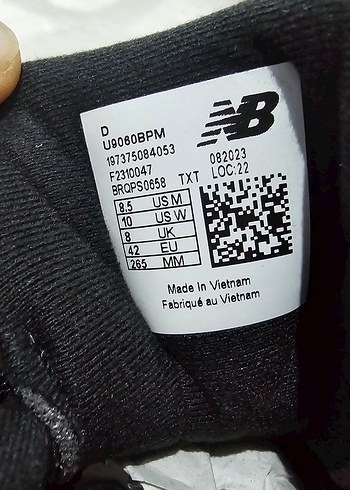 NB
D
U9060BPM
197375084053
F2310047
BRQPS0658 TXT
082023
LOC:22
8.5 US M
10 US W
8 UK
42 EU
265 MM
Made In Vietnam
Fabriqué au Vietnam